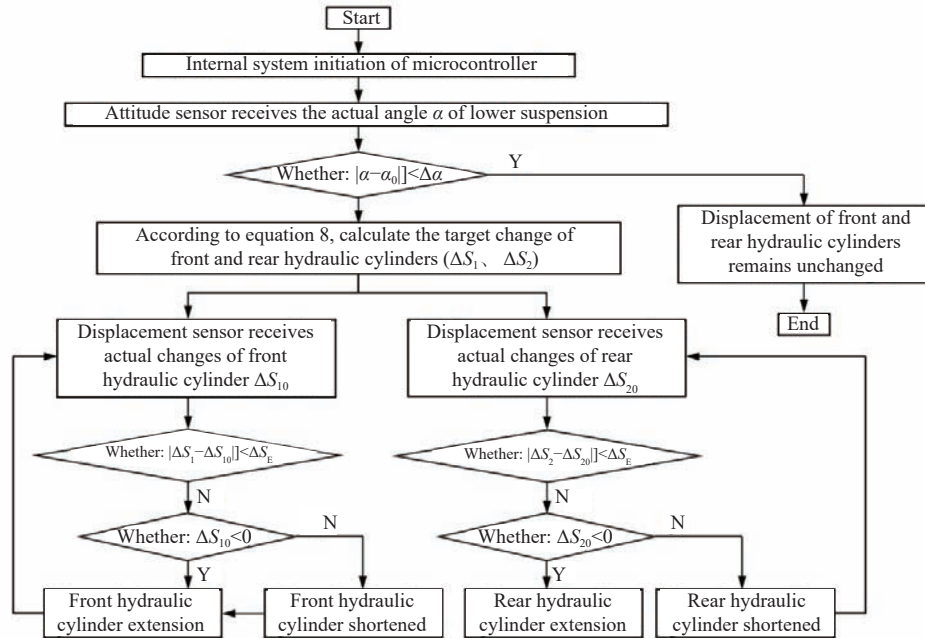 Start
Internal system initiation of microcontroller
Attitude sensor receives the actual angle α of lower suspension
Whether: |α−α₀|]<Δα
Y
Displacement of front and
rear hydraulic cylinders
remains unchanged
End
According to equation 8, calculate the target change of
front and rear hydraulic cylinders (ΔS₁、 ΔS₂)
Displacement sensor receives
actual changes of front
hydraulic cylinder ΔS₁₀
Displacement sensor receives
actual changes of rear
hydraulic cylinder ΔS₂₀
Whether: |ΔS₁−ΔS₁₀|]<ΔS_E
Whether: |ΔS₂−ΔS₂₀|]<ΔS_E
N
N
Whether: ΔS₁₀<0
N
Whether: ΔS₂₀<0
N
Y
Y
Front hydraulic
cylinder extension
Front hydraulic
cylinder shortened
Rear hydraulic
cylinder extension
Rear hydraulic
cylinder shortened